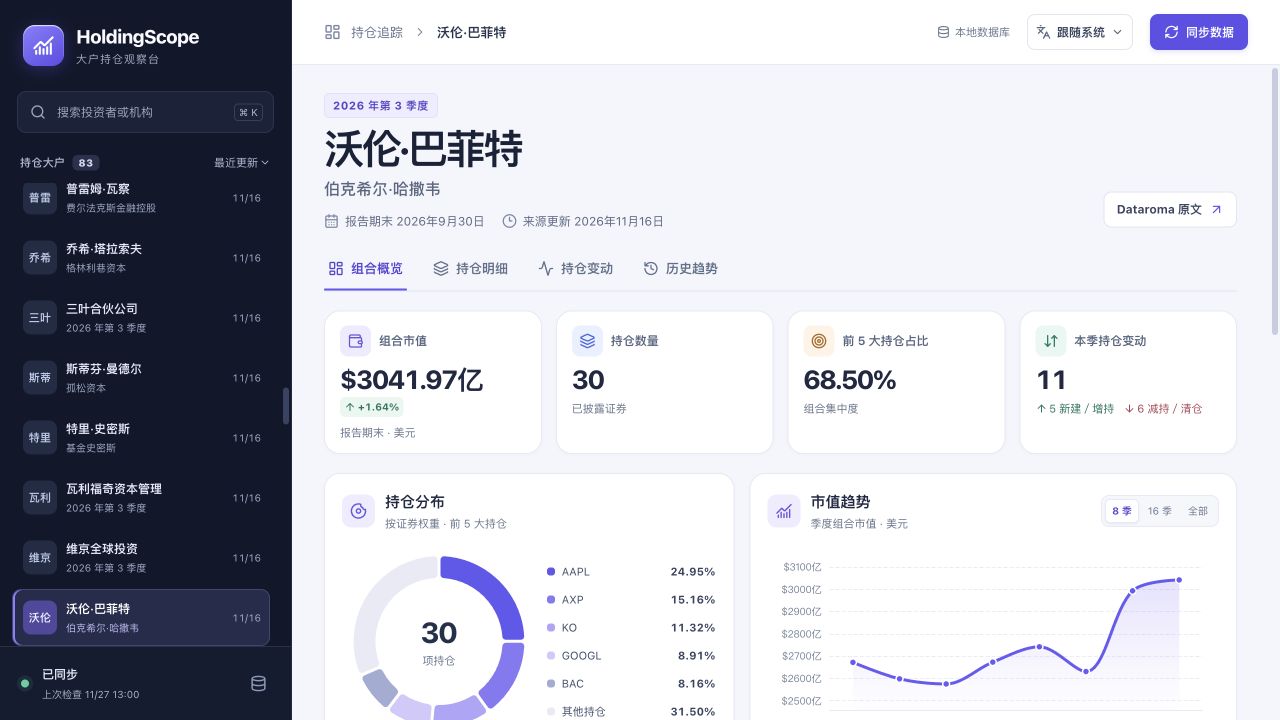 HoldingScope
大户持仓观察台
搜索投资者或机构
⌘ K
持仓大户 83
最近更新
普雷
普雷姆·瓦察
费尔法克斯金融控股
11/16
乔希
乔希·塔拉索夫
格林利巷资本
11/16
三叶
三叶合伙公司
2026 年第 3 季度
11/16
斯蒂
斯蒂芬·曼德尔
孤松资本
11/16
特里
特里·史密斯
基金史密斯
11/16
瓦利
瓦利福奇资本管理
2026 年第 3 季度
11/16
维京
维京全球投资
2026 年第 3 季度
11/16
沃伦
沃伦·巴菲特
伯克希尔·哈撒韦
11/16
已同步
上次检查 11/27 13:00
持仓追踪
沃伦·巴菲特
本地数据库
跟随系统
同步数据
2026 年第 3 季度
沃伦·巴菲特
伯克希尔·哈撒韦
报告期末 2026年9月30日
来源更新 2026年11月16日
Dataroma 原文
组合概览
持仓明细
持仓变动
历史趋势
组合市值
$3041.97亿
+1.64%
报告期末 · 美元
持仓数量
30
已披露证券
前 5 大持仓占比
68.50%
组合集中度
本季持仓变动
11
↑ 5 新建 / 增持 ↓ 6 减持 / 清仓
持仓分布
按证券权重 · 前 5 大持仓
30
项持仓
AAPL 24.95%
AXP 15.16%
KO 11.32%
GOOGL 8.91%
BAC 8.16%
其他持仓 31.50%
市值趋势
季度组合市值 · 美元
8 季
16 季
全部
$3100亿
$3000亿
$2900亿
$2800亿
$2700亿
$2600亿
$2500亿